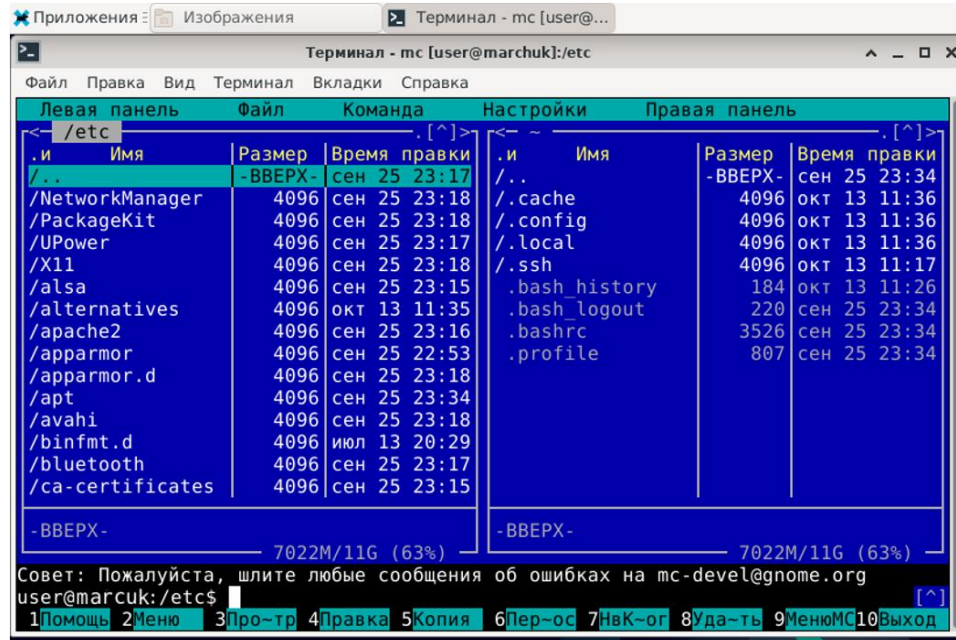 Приложения Изображения Терминал - mc [user@...
Терминал - mc [user@marchuk]:/etc
Файл Правка Вид Терминал Вкладки Справка
Левая панель Файл Команда Настройки Правая панель
<- /etc .[^]> <- ~ .[^]>
.и Имя Размер Время правки .и Имя Размер Время правки
/.. -ВВЕРХ- сен 25 23:17 /.. -ВВЕРХ- сен 25 23:34
/NetworkManager 4096 сен 25 23:18 /.cache 4096 окт 13 11:36
/PackageKit 4096 сен 25 23:18 /.config 4096 окт 13 11:36
/UPower 4096 сен 25 23:17 /.local 4096 окт 13 11:36
/X11 4096 сен 25 23:18 /.ssh 4096 окт 13 11:17
/alsa 4096 сен 25 23:15 .bash_history 184 окт 13 11:26
/alternatives 4096 окт 13 11:35 .bash_logout 220 сен 25 23:34
/apache2 4096 сен 25 23:16 .bashrc 3526 сен 25 23:34
/apparmor 4096 сен 25 22:53 .profile 807 сен 25 23:34
/apparmor.d 4096 сен 25 23:18
/apt 4096 сен 25 23:34
/avahi 4096 сен 25 23:18
/binfmt.d 4096 июл 13 20:29
/bluetooth 4096 сен 25 23:17
/ca-certificates 4096 сен 25 23:15
-ВВЕРХ- -ВВЕРХ-
7022M/11G (63%) 7022M/11G (63%)
Совет: Пожалуйста, шлите любые сообщения об ошибках на mc-devel@gnome.org
user@marcuk:/etc$ [^]
1Помощь 2Меню 3Про~тр 4Правка 5Копия 6Пер~ос 7НвК~ог 8Уда~ть 9МенюМС 10Выход